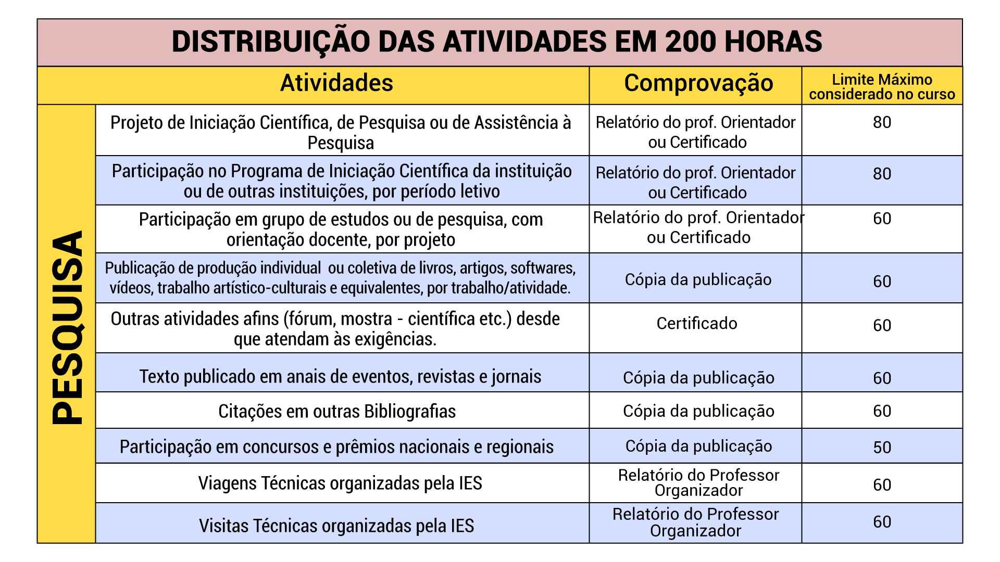 DISTRIBUIÇÃO DAS ATIVIDADES EM 200 HORAS
Atividades
Comprovação
Limite Máximo
considerado no curso
PESQUISA
Projeto de Iniciação Científica, de Pesquisa ou de Assistência à
Pesquisa
Relatório do prof. Orientador
ou Certificado
80
Participação no Programa de Iniciação Científica da instituição
ou de outras instituições, por período letivo
Relatório do prof. Orientador
ou Certificado
80
Participação em grupo de estudos ou de pesquisa, com
orientação docente, por projeto
Relatório do prof. Orientador
ou Certificado
60
Publicação de produção individual  ou coletiva de livros, artigos, softwares,
vídeos, trabalho artístico-culturais e equivalentes, por trabalho/atividade.
Cópia da publicação
60
Outras atividades afins (fórum, mostra - científica etc.) desde
que atendam às exigências.
Certificado
60
Texto publicado em anais de eventos, revistas e jornais
Cópia da publicação
60
Citações em outras Bibliografias
Cópia da publicação
60
Participação em concursos e prêmios nacionais e regionais
Cópia da publicação
50
Viagens Técnicas organizadas pela IES
Relatório do Professor
Organizador
60
Visitas Técnicas organizadas pela IES
Relatório do Professor
Organizador
60